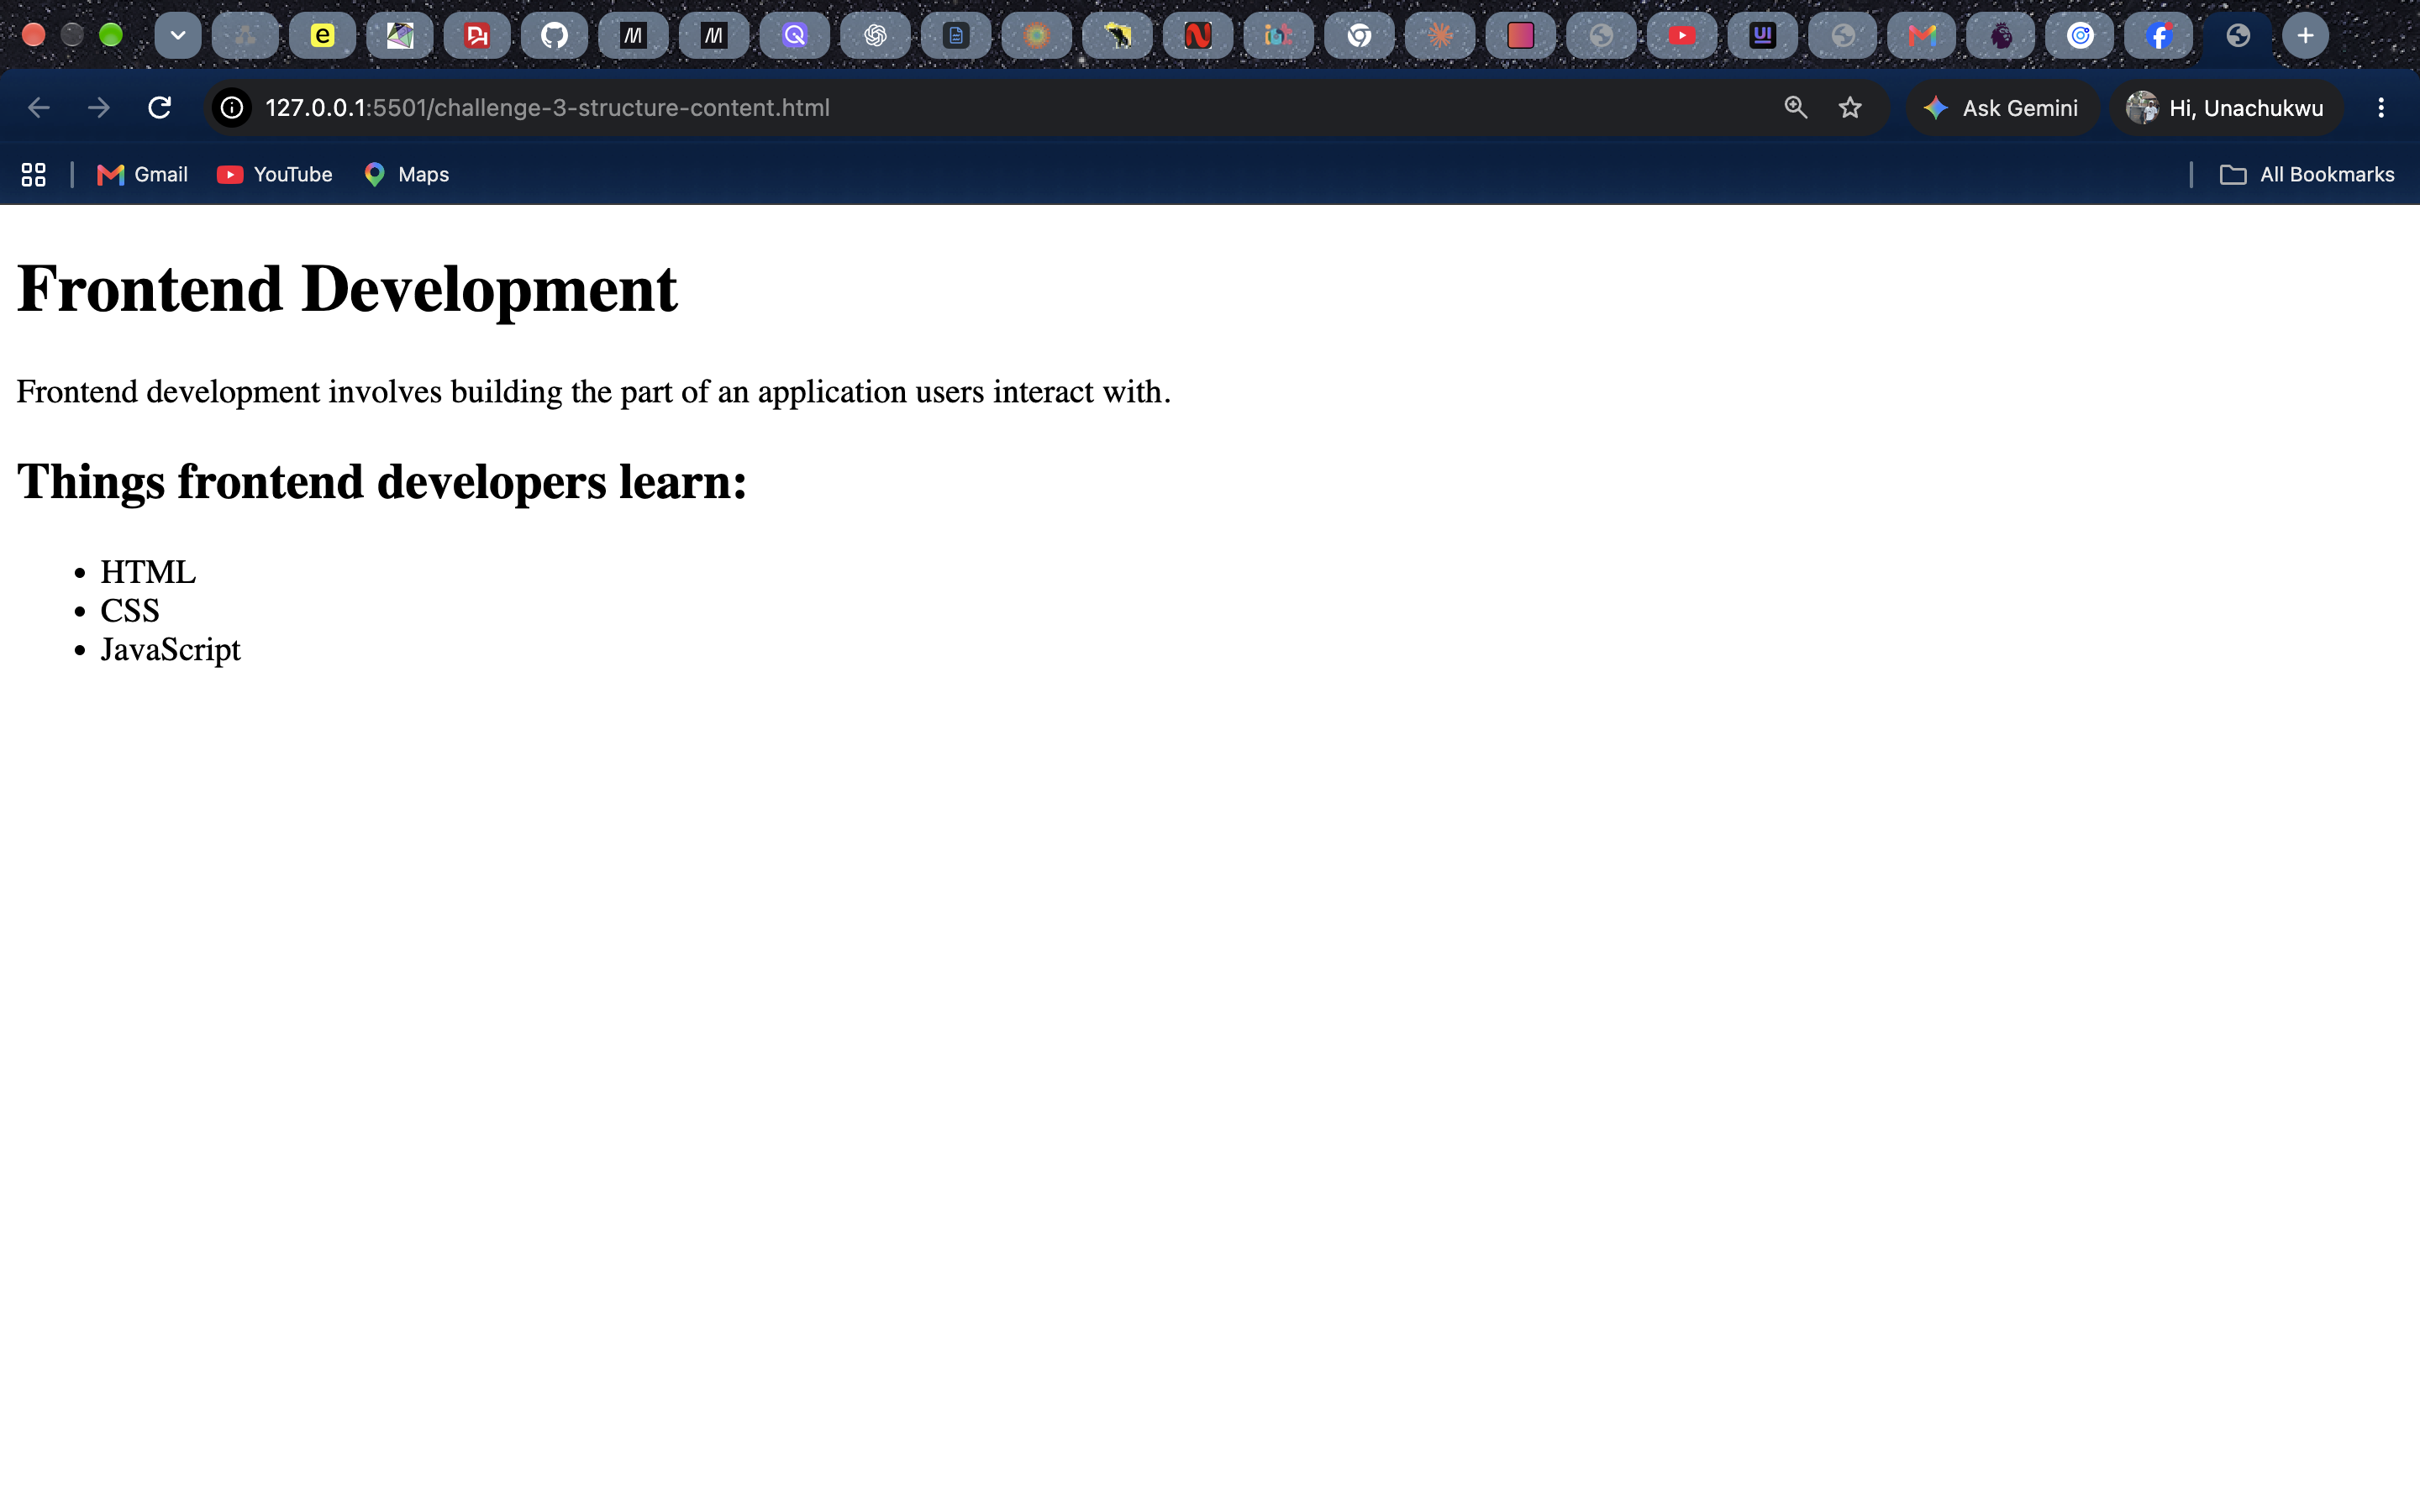 127.0.0.1:5501/challenge-3-structure-content.html
Ask Gemini
Hi, Unachukwu
Gmail
YouTube
Maps
All Bookmarks
Frontend Development
Frontend development involves building the part of an application users interact with.
Things frontend developers learn:
• HTML
• CSS
• JavaScript